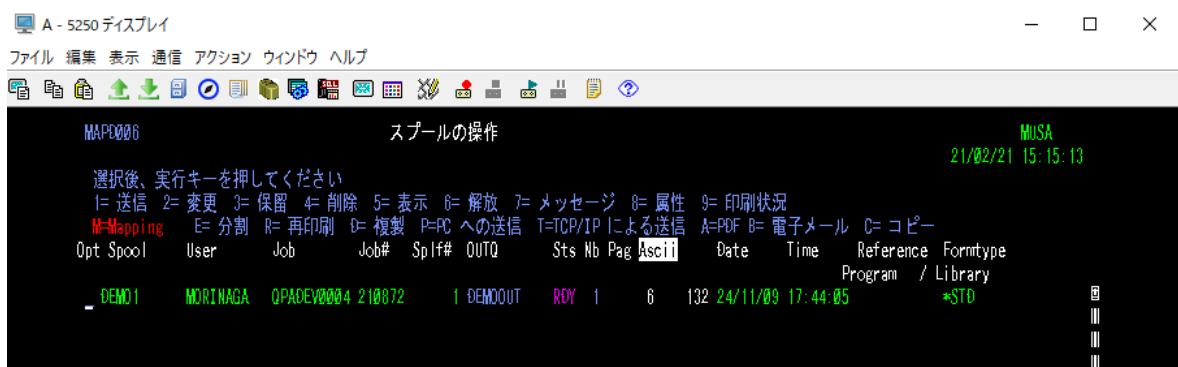 A - 5250 ディスプレイ
ファイル 編集 表示 通信 アクション ウィンドウ ヘルプ
MAPD006 スプールの操作 MUSA
21/02/21 15:15:13
選択後、実行キーを押してください
1= 送信 2= 変更 3= 保留 4= 削除 5= 表示 6= 解放 7= メッセージ 8= 属性 9= 印刷状況
M=Mapping E= 分割 R= 再印刷 D= 複製 P=PC への送信 T=TCP/IP による送信 A=PDF B= 電子メール C= コピー
Opt Spool User Job Job# Splf# OUTQ Sts Nb Pag Ascii Date Time Reference Formtype
Program / Library
_ DEMO1 MORINAGA QPADEV0004 210872 1 DEMOOUT RDY 1 6 132 24/11/09 17:44:05 *STD